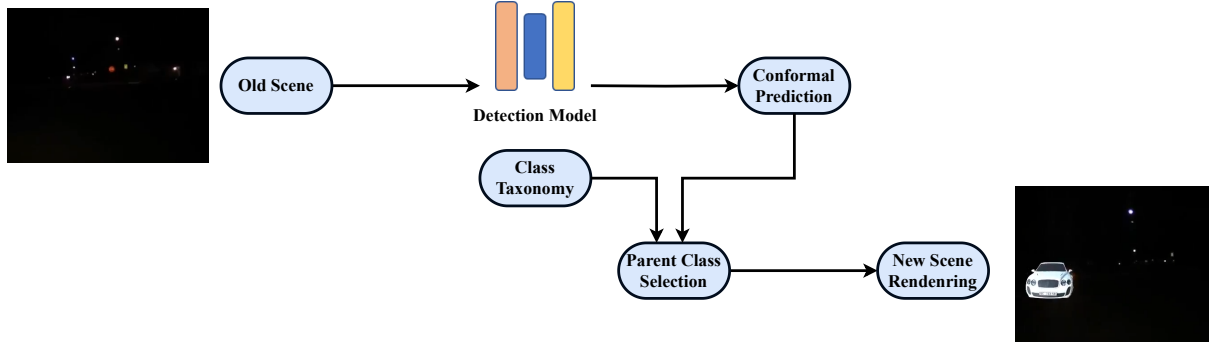 Old Scene
Detection Model
Conformal
Prediction
Class
Taxonomy
Parent Class
Selection
New Scene
Rendenring